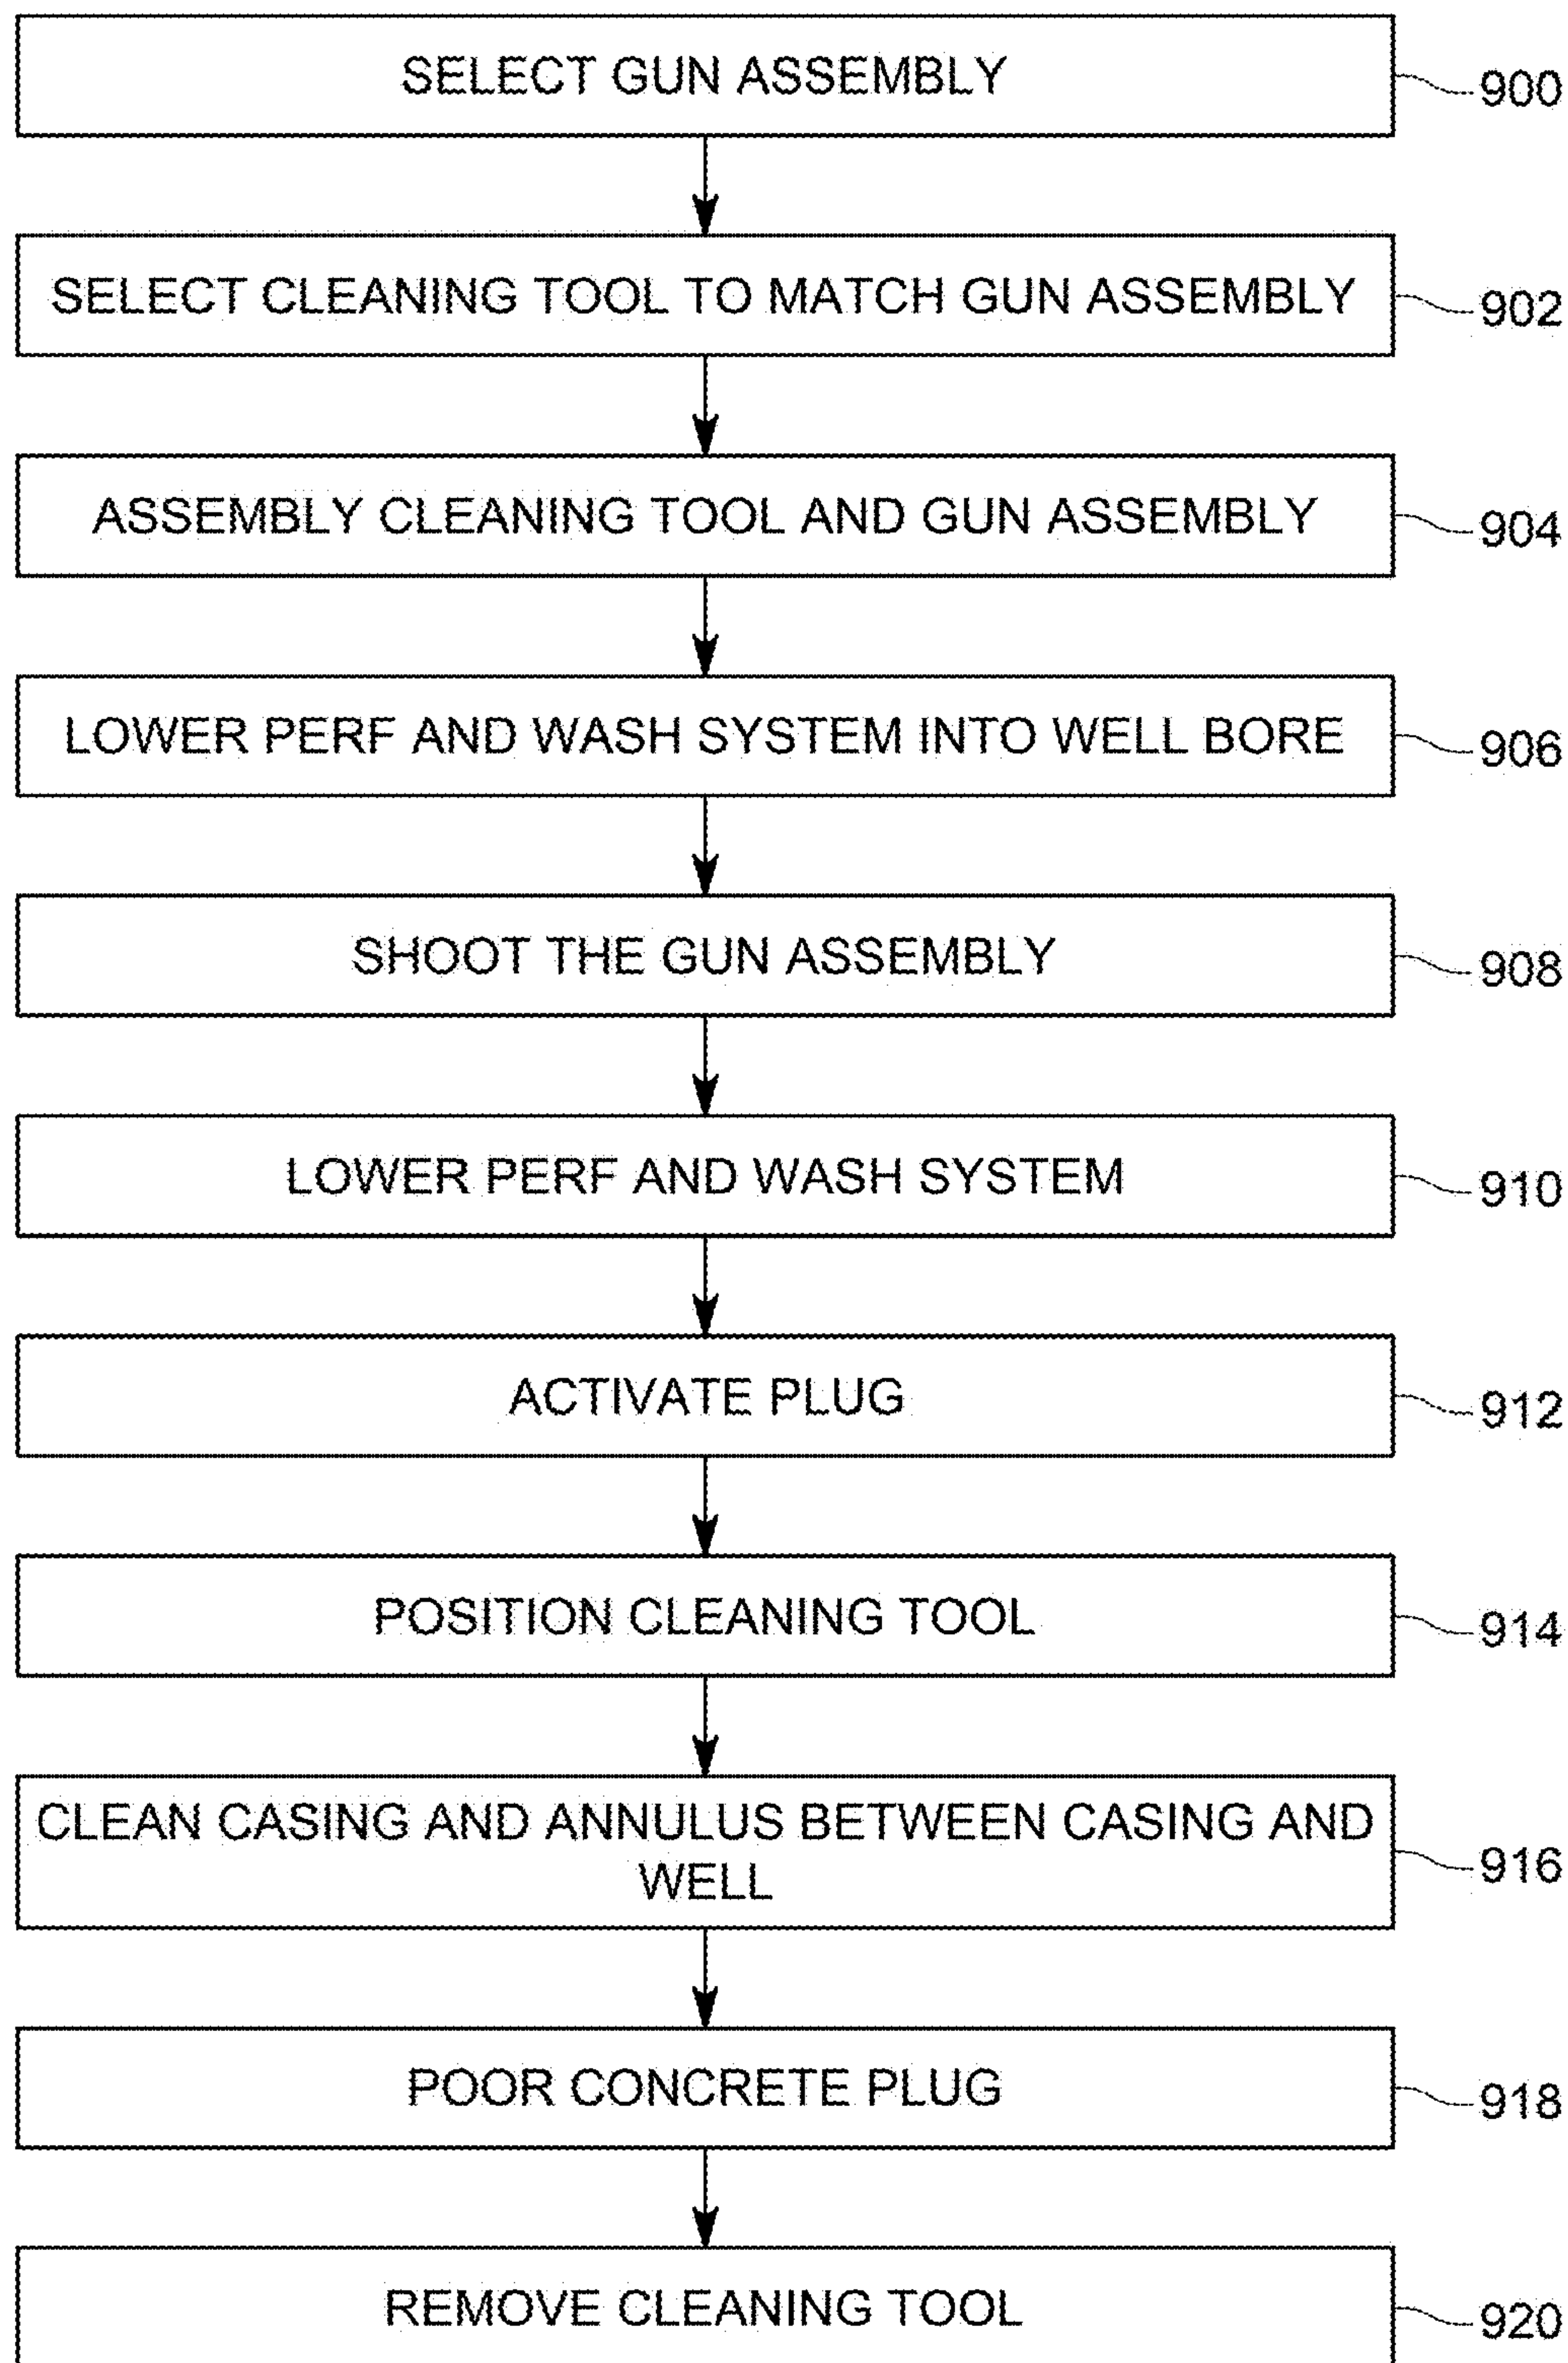 SELECT GUN ASSEMBLY
900
SELECT CLEANING TOOL TO MATCH GUN ASSEMBLY
902
ASSEMBLY CLEANING TOOL AND GUN ASSEMBLY
904
LOWER PERF AND WASH SYSTEM INTO WELL BORE
906
SHOOT THE GUN ASSEMBLY
908
LOWER PERF AND WASH SYSTEM
910
ACTIVATE PLUG
912
POSITION CLEANING TOOL
914
CLEAN CASING AND ANNULUS BETWEEN CASING AND
WELL
916
POOR CONCRETE PLUG
918
REMOVE CLEANING TOOL
920